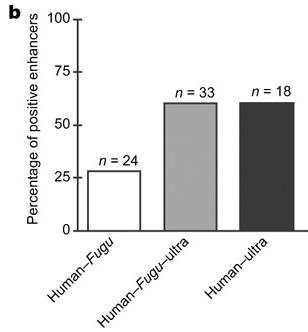 b
Percentage of positive enhancers
100
75
50
25
0
n = 24
n = 33
n = 18
Human–Fugu
Human–Fugu–ultra
Human–ultra